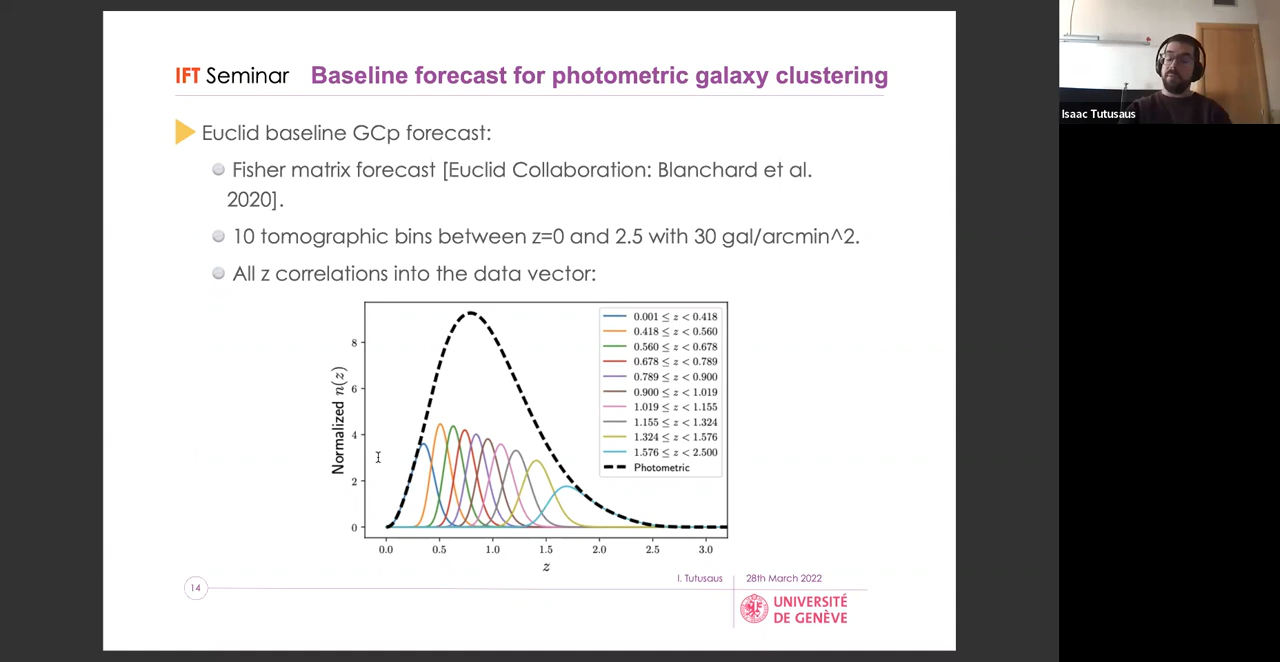 IFT Seminar Baseline forecast for photometric galaxy clustering
Euclid baseline GCp forecast:
Fisher matrix forecast [Euclid Collaboration: Blanchard et al.
2020].
10 tomographic bins between z=0 and 2.5 with 30 gal/arcmin^2.
All z correlations into the data vector:
Normalized n(z)
8
6
4
2
0
0.0 0.5 1.0 1.5 2.0 2.5 3.0
z
0.001 ≤ z < 0.418
0.418 ≤ z < 0.560
0.560 ≤ z < 0.678
0.678 ≤ z < 0.789
0.789 ≤ z < 0.900
0.900 ≤ z < 1.019
1.019 ≤ z < 1.155
1.155 ≤ z < 1.324
1.324 ≤ z < 1.576
1.576 ≤ z < 2.500
Photometric
14
I. Tutusaus 28th March 2022
UNIVERSITÉ
DE GENÈVE
Isaac Tutusaus